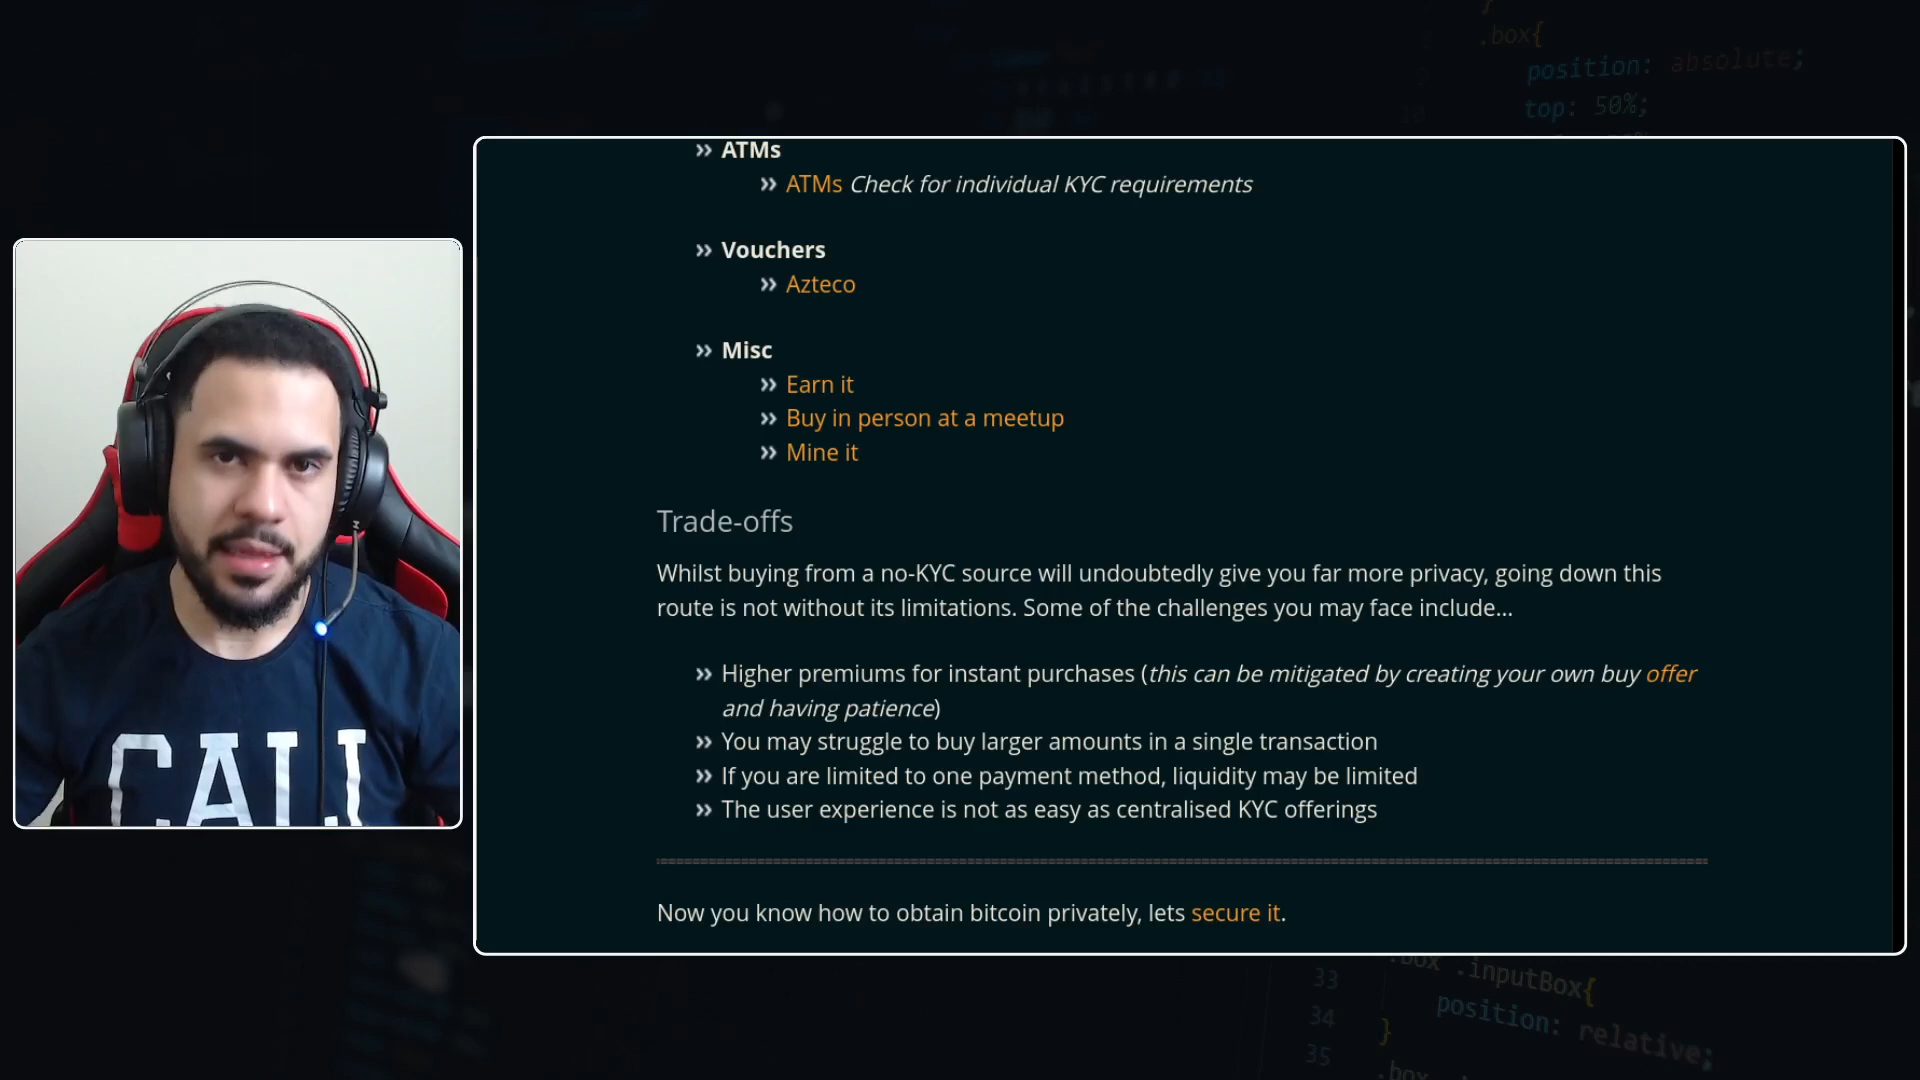 }
.box{
position: absolute;
top: 50%;
» ATMs
» ATMs Check for individual KYC requirements
» Vouchers
» Azteco
» Misc
» Earn it
» Buy in person at a meetup
» Mine it
Trade-offs
Whilst buying from a no-KYC source will undoubtedly give you far more privacy, going down this
route is not without its limitations. Some of the challenges you may face include...
» Higher premiums for instant purchases (this can be mitigated by creating your own buy offer
and having patience)
» You may struggle to buy larger amounts in a single transaction
» If you are limited to one payment method, liquidity may be limited
» The user experience is not as easy as centralised KYC offerings
Now you know how to obtain bitcoin privately, lets secure it.
CALI
.box .inputBox{
33
position: relative;
34
}
35
.box